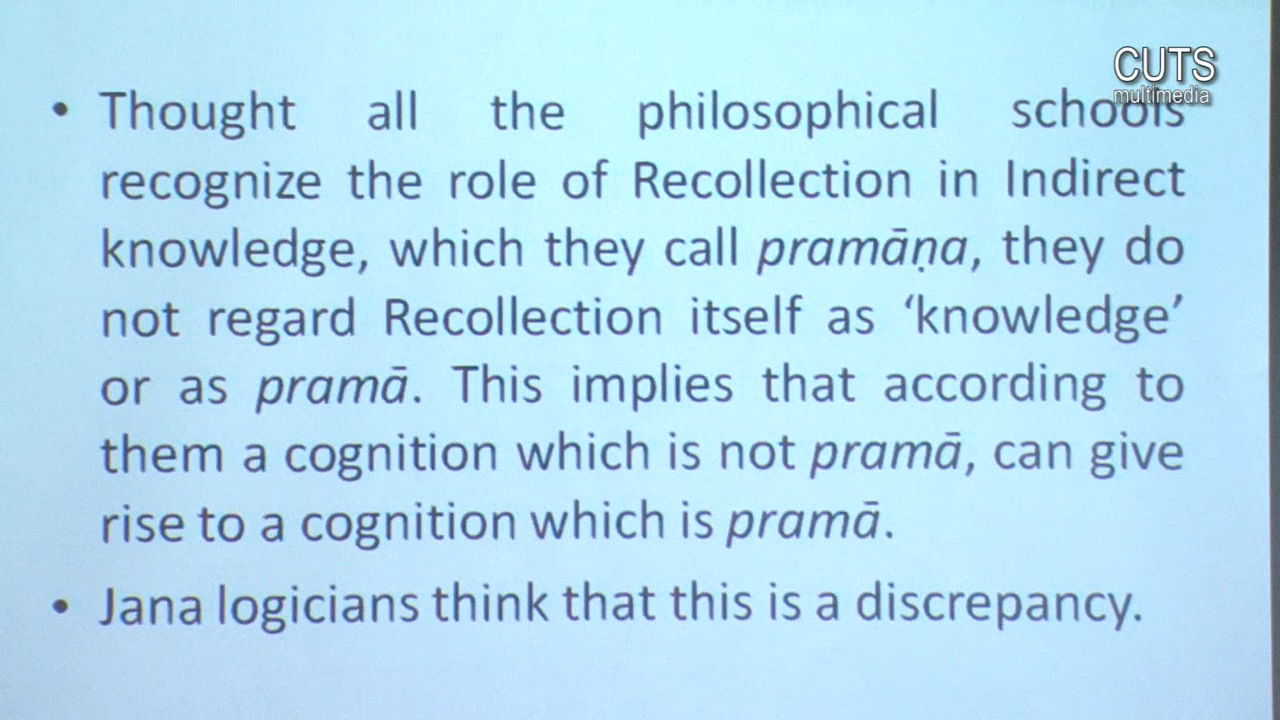 CUTS
multimedia
• Thought all the philosophical schools
recognize the role of Recollection in Indirect
knowledge, which they call pramāṇa, they do
not regard Recollection itself as ‘knowledge’
or as pramā. This implies that according to
them a cognition which is not pramā, can give
rise to a cognition which is pramā.
• Jana logicians think that this is a discrepancy.